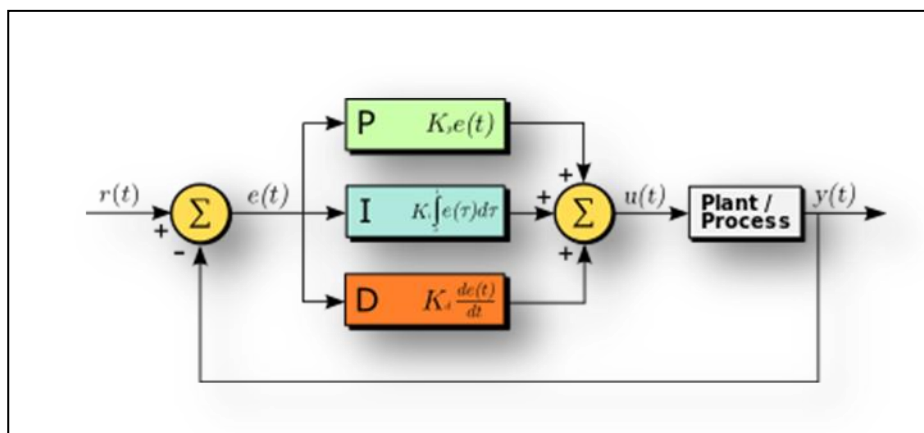 P K_p e(t)
r(t) e(t) I K_i ∫ e(τ)dτ u(t) Plant / Process y(t)
Σ Σ
+ - + + +
D K_d de(t)/dt